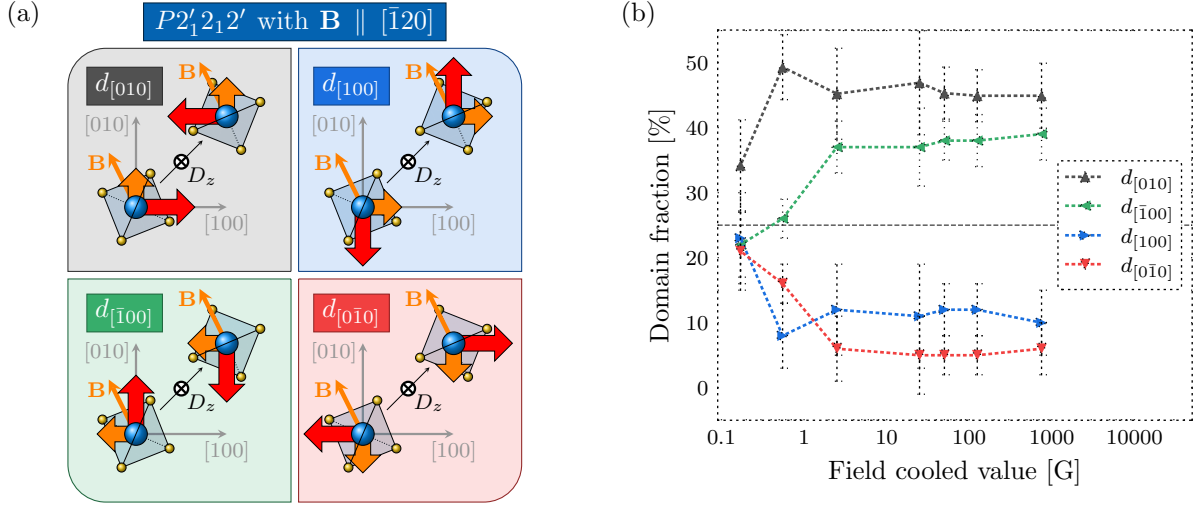 (a)
P2′₁2₁2′ with B ∥ [1̄20]
d[010]
B
[010]
B
D_z
[100]
d[100]
B
[010]
B
D_z
[100]
d[1̄00]
B
[010]
B
D_z
[100]
d[01̄0]
B
[010]
B
D_z
[100]
(b)
Domain fraction [%]
50
40
30
20
10
0
d[010]
d[1̄00]
d[100]
d[01̄0]
0.1 1 10 100 1000 10000
Field cooled value [G]